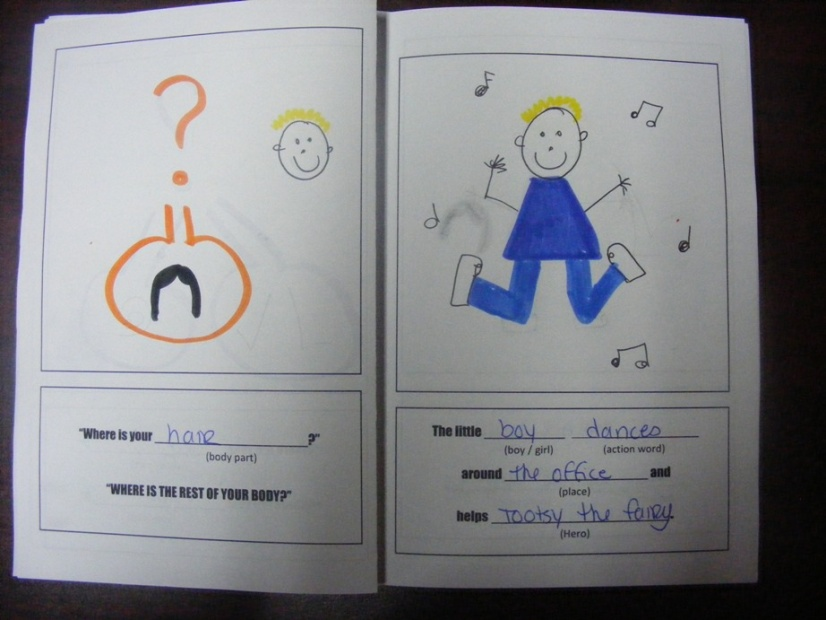 ?
"Where is your hair ?"
(body part)
"WHERE IS THE REST OF YOUR BODY?"
The little boy dances
(boy / girl) (action word)
around the office and
(place)
helps Tootsy the fairy.
(Hero)